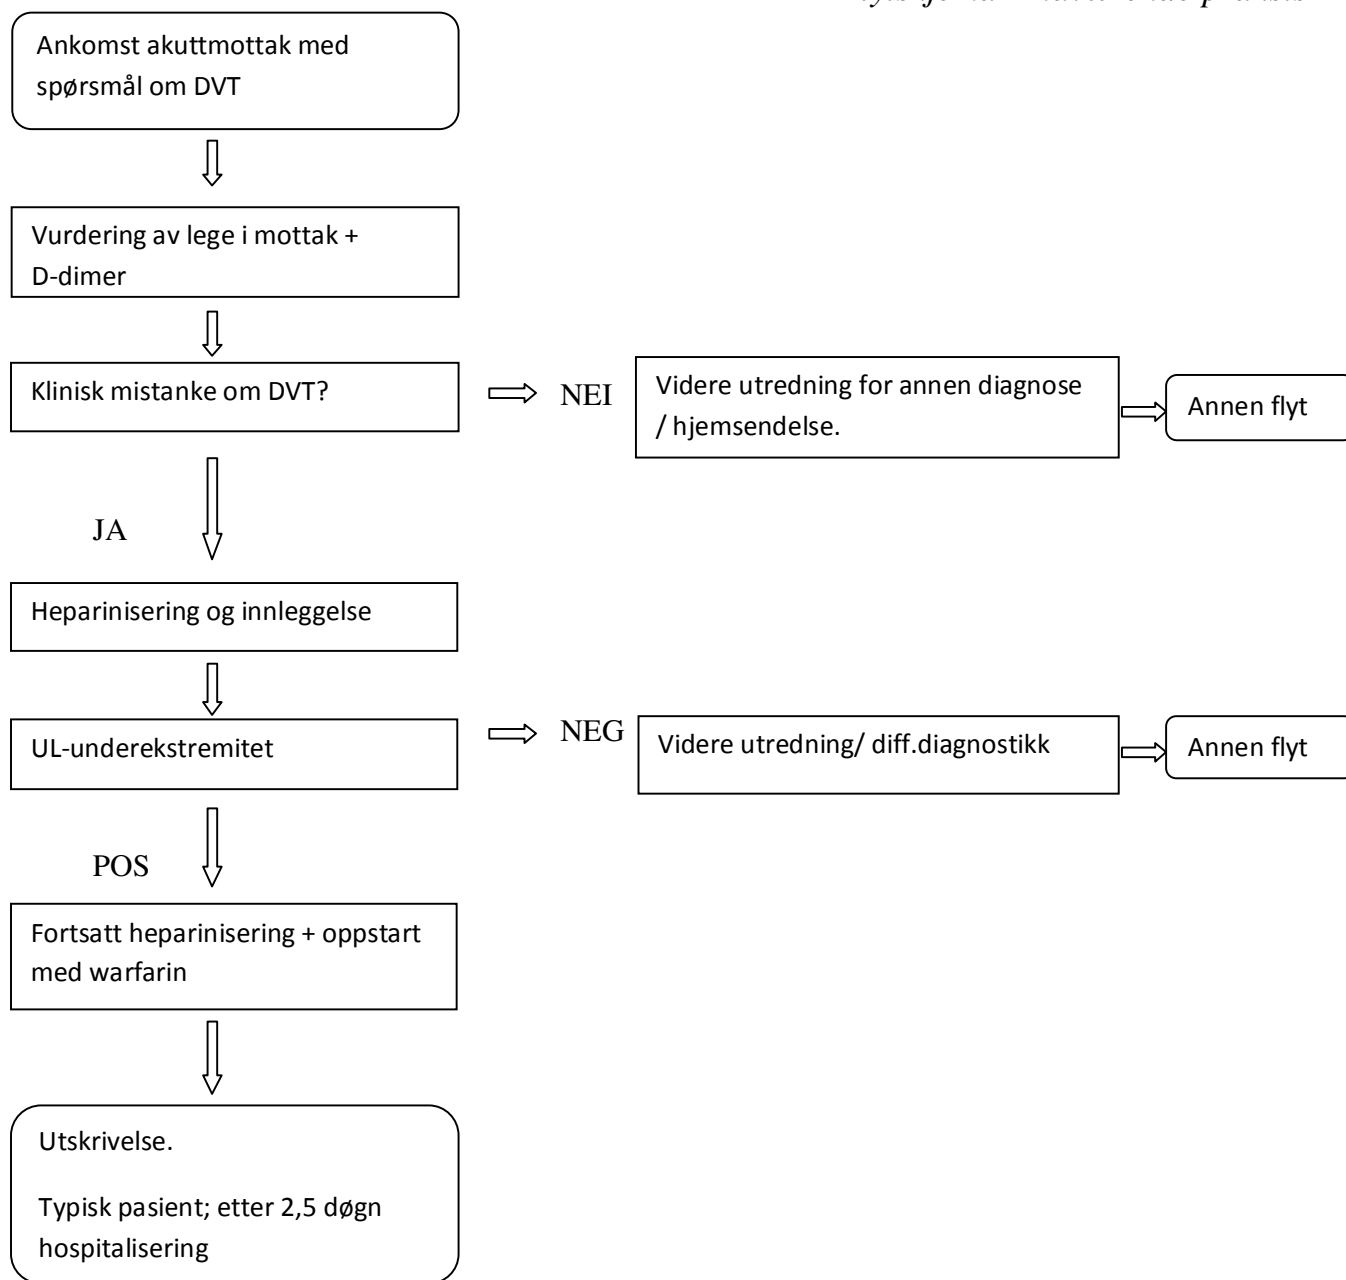 Ankomst akuttmottak med
spørsmål om DVT
Vurdering av lege i mottak +
D-dimer
Klinisk mistanke om DVT?
NEI
Videre utredning for annen diagnose
/ hjemsendelse.
Annen flyt
JA
Heparinisering og innleggelse
UL-underekstremitet
NEG
Videre utredning/ diff.diagnostikk
Annen flyt
POS
Fortsatt heparinisering + oppstart
med warfarin
Utskrivelse.
Typisk pasient; etter 2,5 døgn
hospitalisering